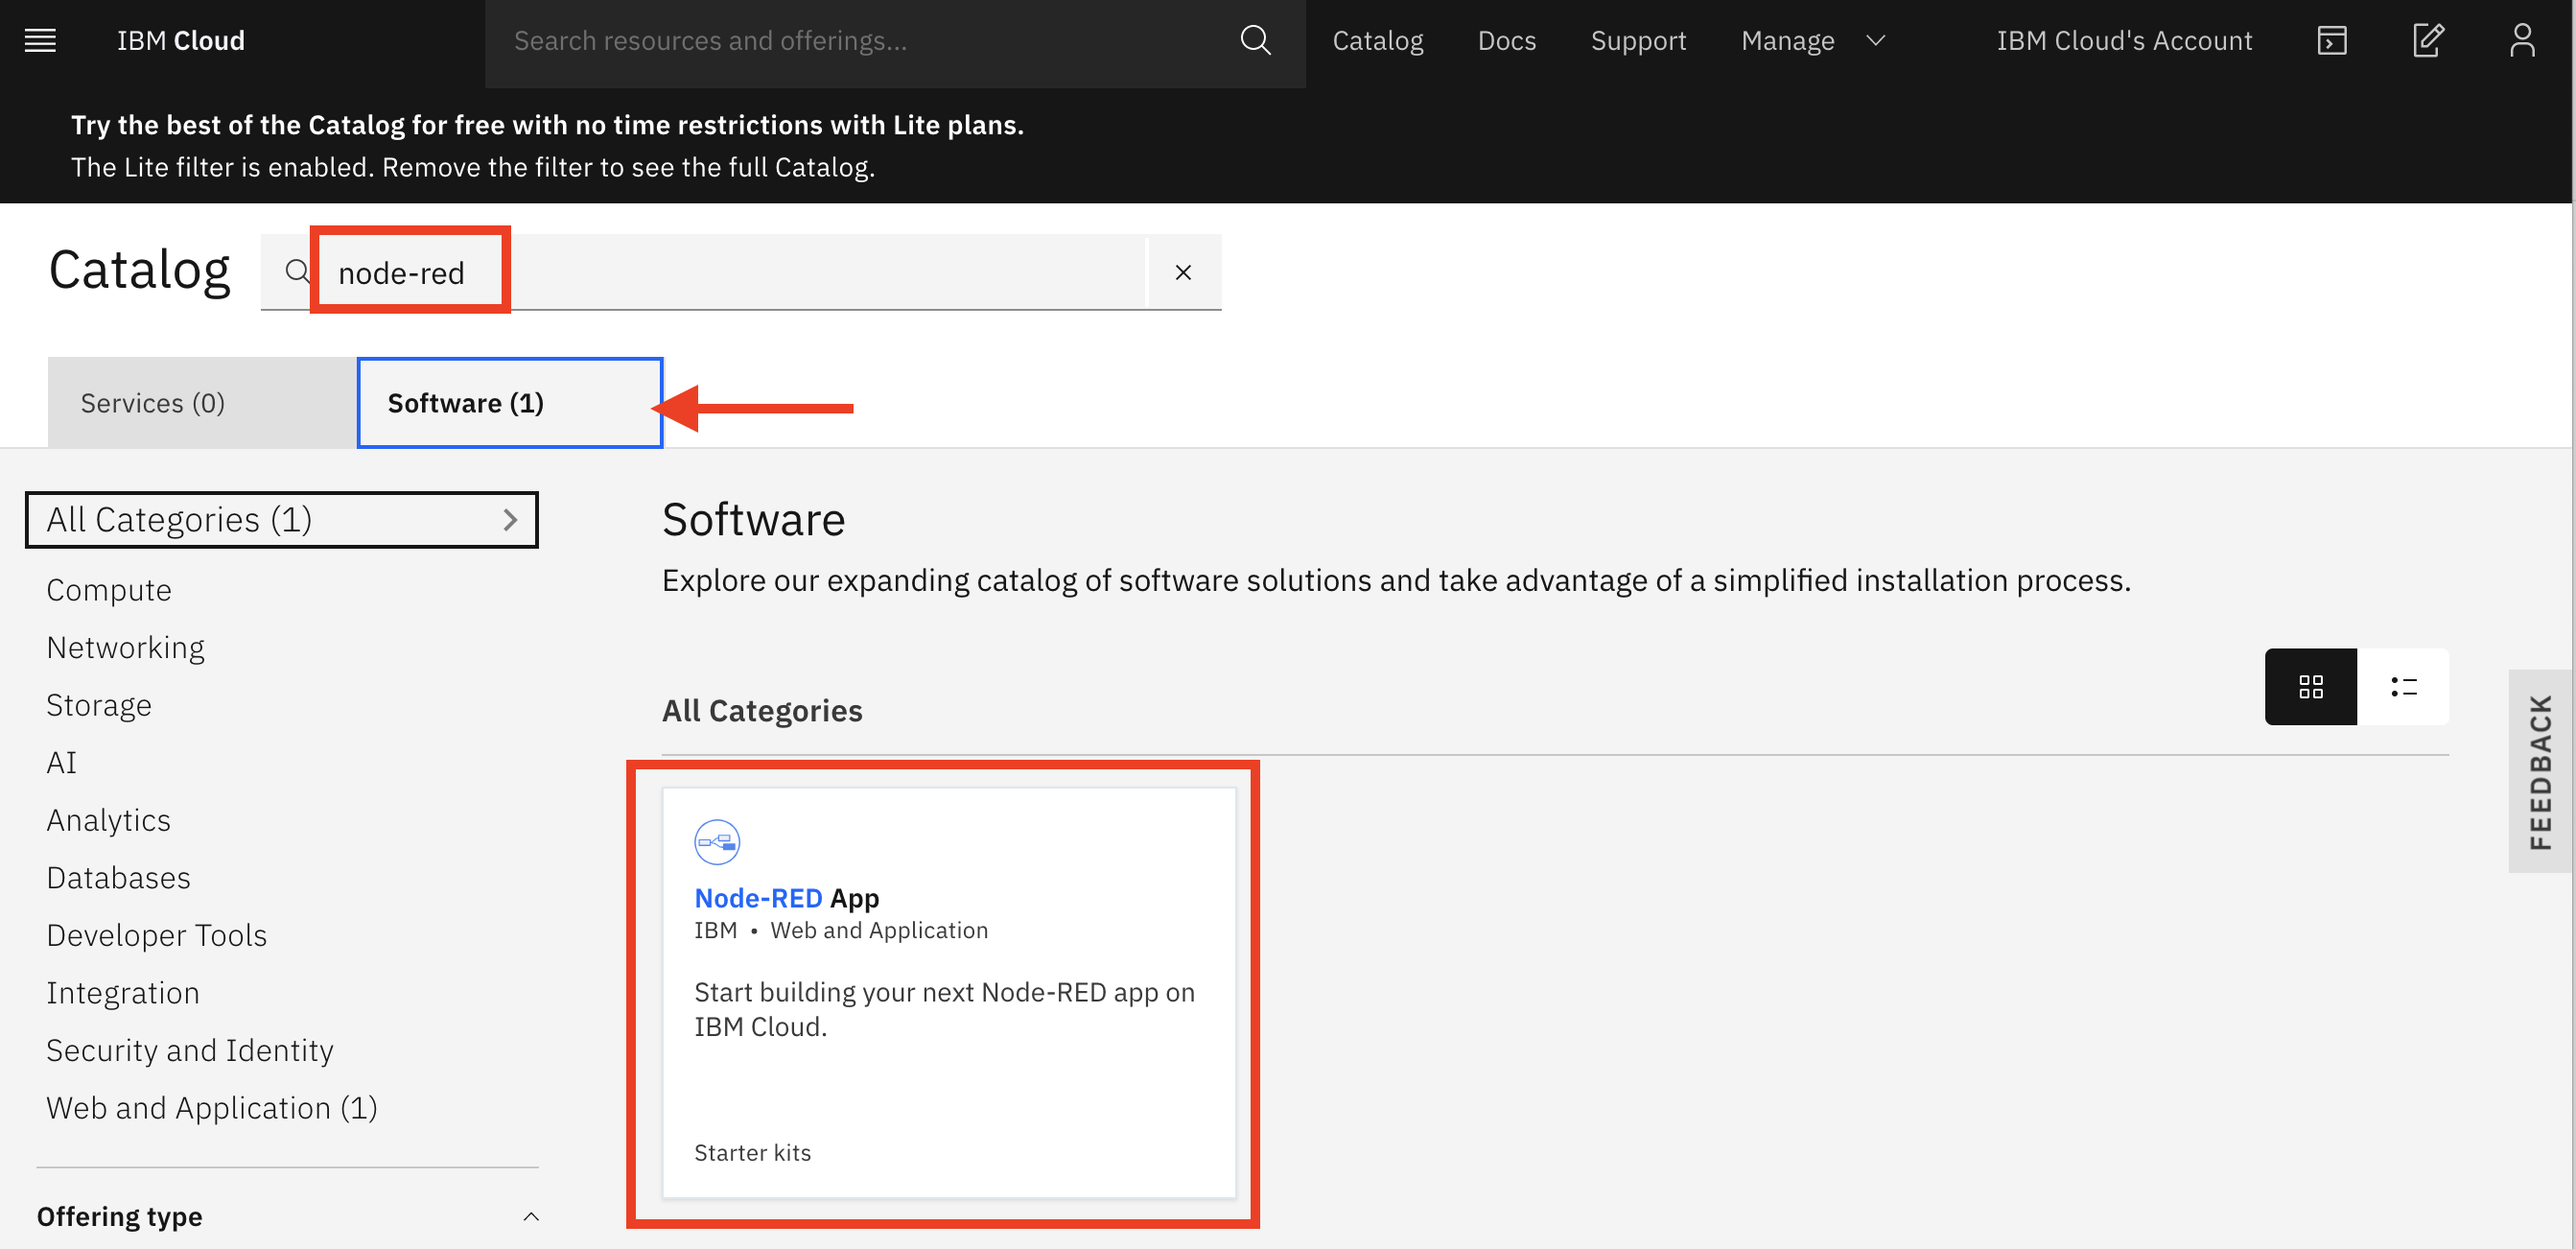 IBM Cloud
Search resources and offerings...
Catalog
Docs
Support
Manage
IBM Cloud's Account
Try the best of the Catalog for free with no time restrictions with Lite plans.
The Lite filter is enabled. Remove the filter to see the full Catalog.
Catalog
node-red
Services (0)
Software (1)
All Categories (1)
Compute
Networking
Storage
AI
Analytics
Databases
Developer Tools
Integration
Security and Identity
Web and Application (1)
Offering type
Software
Explore our expanding catalog of software solutions and take advantage of a simplified installation process.
All Categories
Node-RED App
IBM • Web and Application
Start building your next Node-RED app on
IBM Cloud.
Starter kits
FEEDBACK